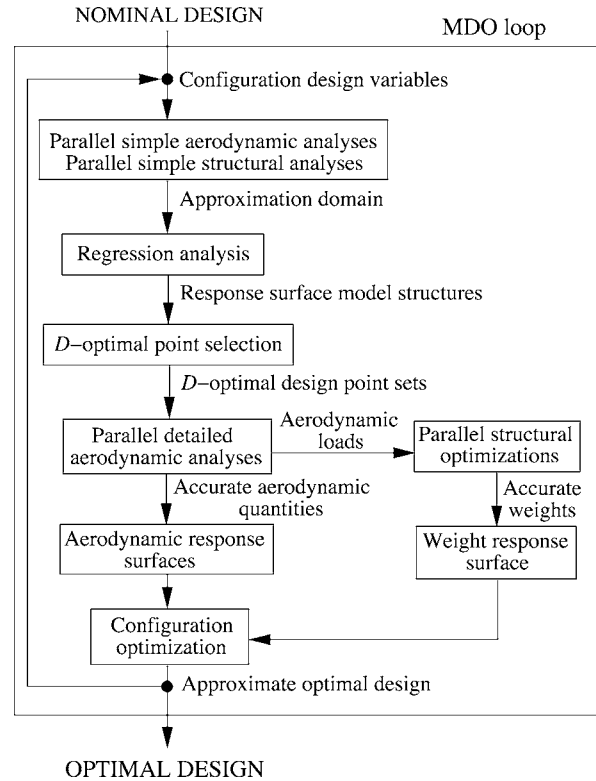 NOMINAL DESIGN
MDO loop
Configuration design variables
Parallel simple aerodynamic analyses
Parallel simple structural analyses
Approximation domain
Regression analysis
Response surface model structures
D−optimal point selection
D−optimal design point sets
Parallel detailed
aerodynamic analyses
Aerodynamic
loads
Parallel structural
optimizations
Accurate aerodynamic
quantities
Accurate
weights
Aerodynamic response
surfaces
Weight response
surface
Configuration
optimization
Approximate optimal design
OPTIMAL DESIGN